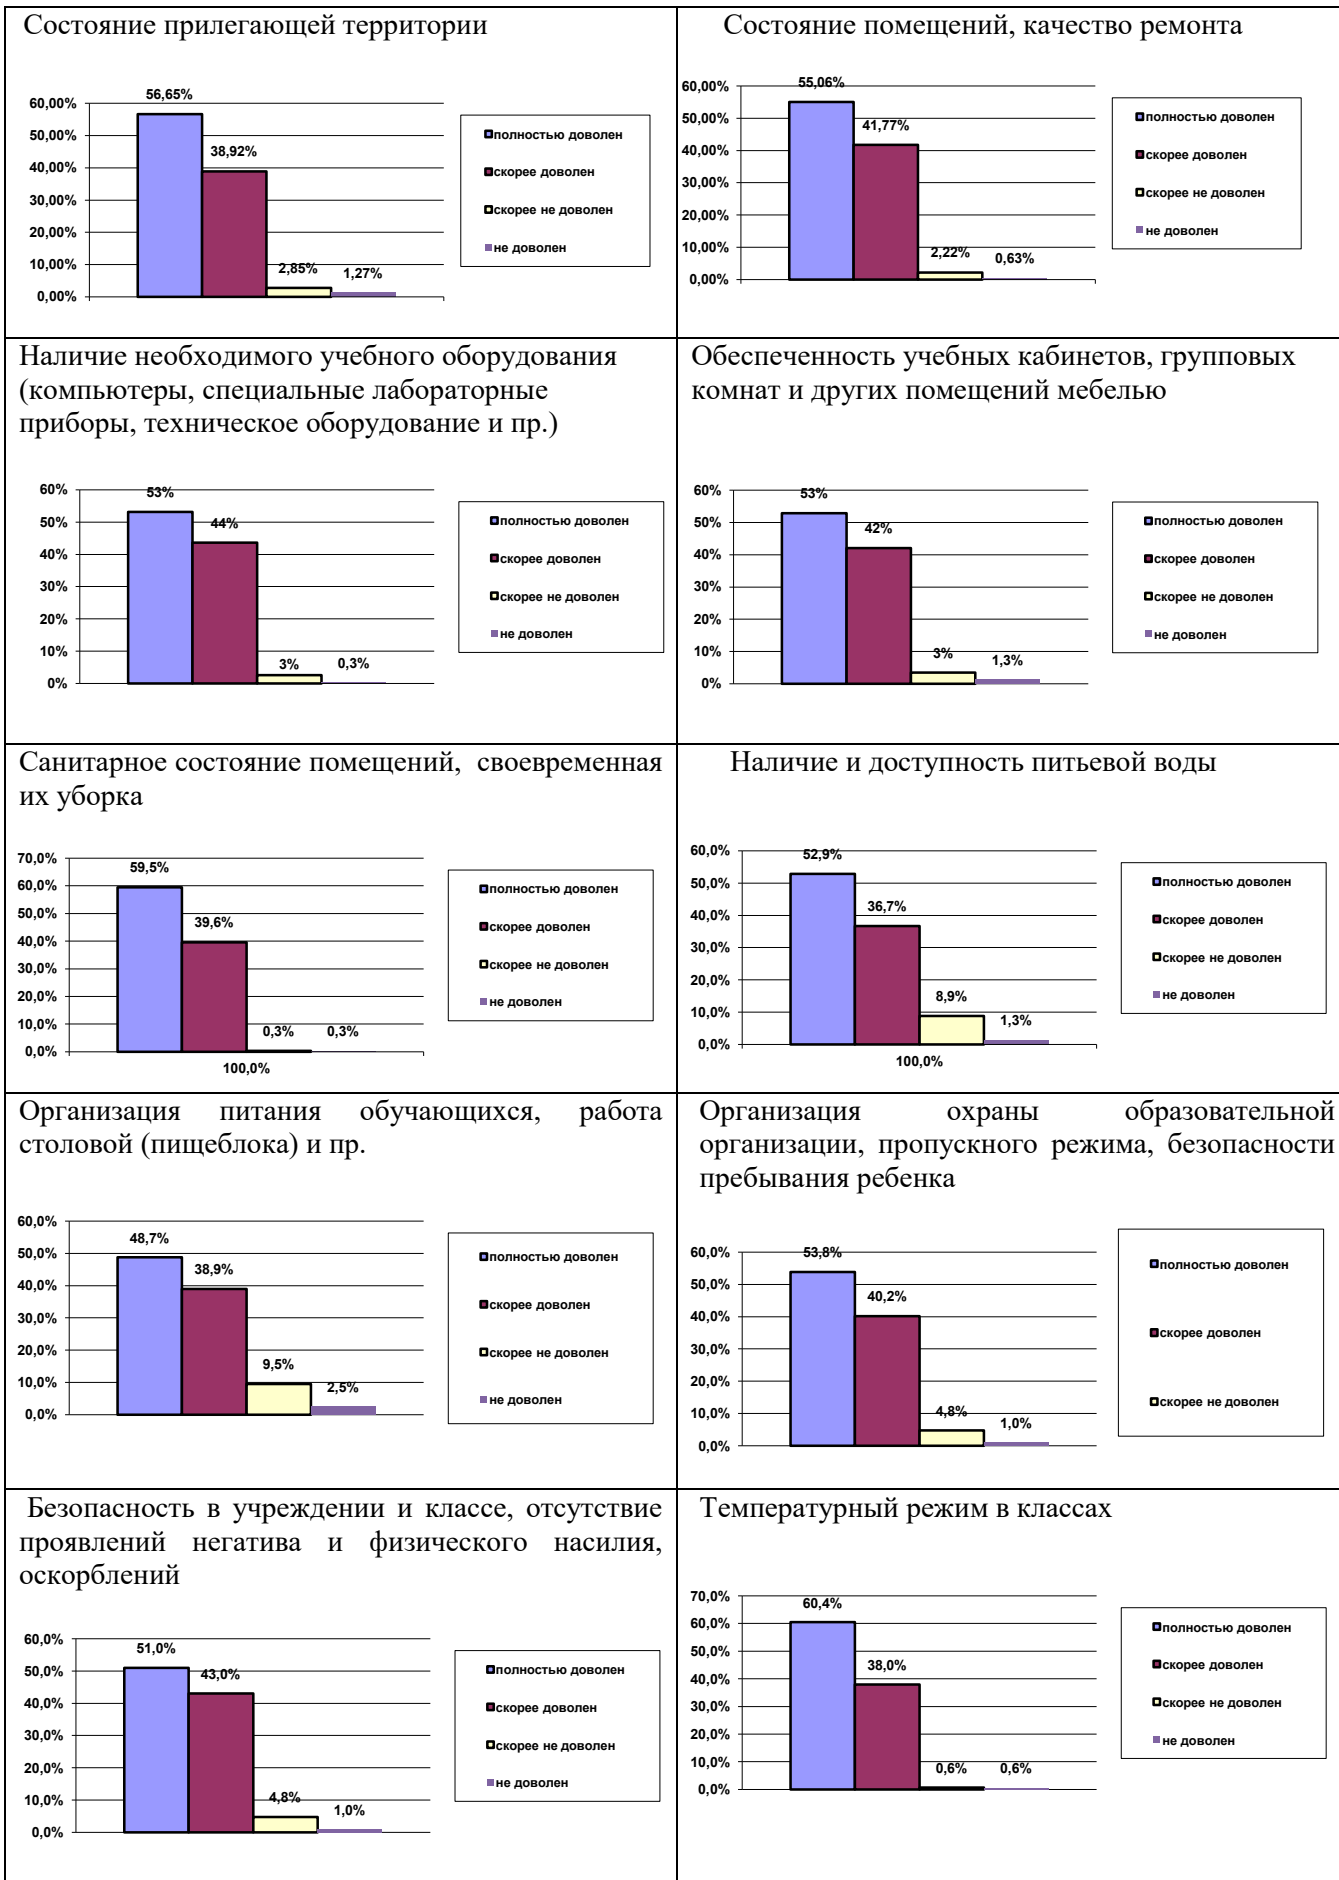 Состояние прилегающей территории
56,65%
60,00%
50,00%
38,92%
40,00%
30,00%
20,00%
10,00%
2,85%
1,27%
0,00%
полностью доволен
скорее доволен
скорее не доволен
не доволен
Состояние помещений, качество ремонта
55,06%
60,00%
50,00%
41,77%
40,00%
30,00%
20,00%
10,00%
2,22%
0,63%
0,00%
полностью доволен
скорее доволен
скорее не доволен
не доволен
Наличие необходимого учебного оборудования
(компьютеры, специальные лабораторные
приборы, техническое оборудование и пр.)
60%
53%
50%
44%
40%
30%
20%
10%
3%
0,3%
0%
полностью доволен
скорее доволен
скорее не доволен
не доволен
Обеспеченность учебных кабинетов, групповых
комнат и других помещений мебелью
60%
53%
50%
42%
40%
30%
20%
10%
3%
1,3%
0%
полностью доволен
скорее доволен
скорее не доволен
не доволен
Санитарное состояние помещений, своевременная
их уборка
70,0%
59,5%
60,0%
50,0%
39,6%
40,0%
30,0%
20,0%
10,0%
0,3%
0,3%
0,0%
100,0%
полностью доволен
скорее доволен
скорее не доволен
не доволен
Наличие и доступность питьевой воды
60,0%
52,9%
50,0%
36,7%
40,0%
30,0%
20,0%
10,0%
8,9%
1,3%
0,0%
100,0%
полностью доволен
скорее доволен
скорее не доволен
не доволен
Организация питания обучающихся, работа
столовой (пищеблока) и пр.
60,0%
48,7%
50,0%
38,9%
40,0%
30,0%
20,0%
10,0%
9,5%
2,5%
0,0%
полностью доволен
скорее доволен
скорее не доволен
не доволен
Организация охраны образовательной
организации, пропускного режима, безопасности
пребывания ребенка
60,0%
53,8%
50,0%
40,2%
40,0%
30,0%
20,0%
10,0%
4,8%
1,0%
0,0%
полностью доволен
скорее доволен
скорее не доволен
Безопасность в учреждении и классе, отсутствие
проявлений негатива и физического насилия,
оскорблений
60,0%
51,0%
50,0%
43,0%
40,0%
30,0%
20,0%
10,0%
4,8%
1,0%
0,0%
полностью доволен
скорее доволен
скорее не доволен
не доволен
Температурный режим в классах
70,0%
60,4%
60,0%
50,0%
40,0%
38,0%
30,0%
20,0%
10,0%
0,6%
0,6%
0,0%
полностью доволен
скорее доволен
скорее не доволен
не доволен